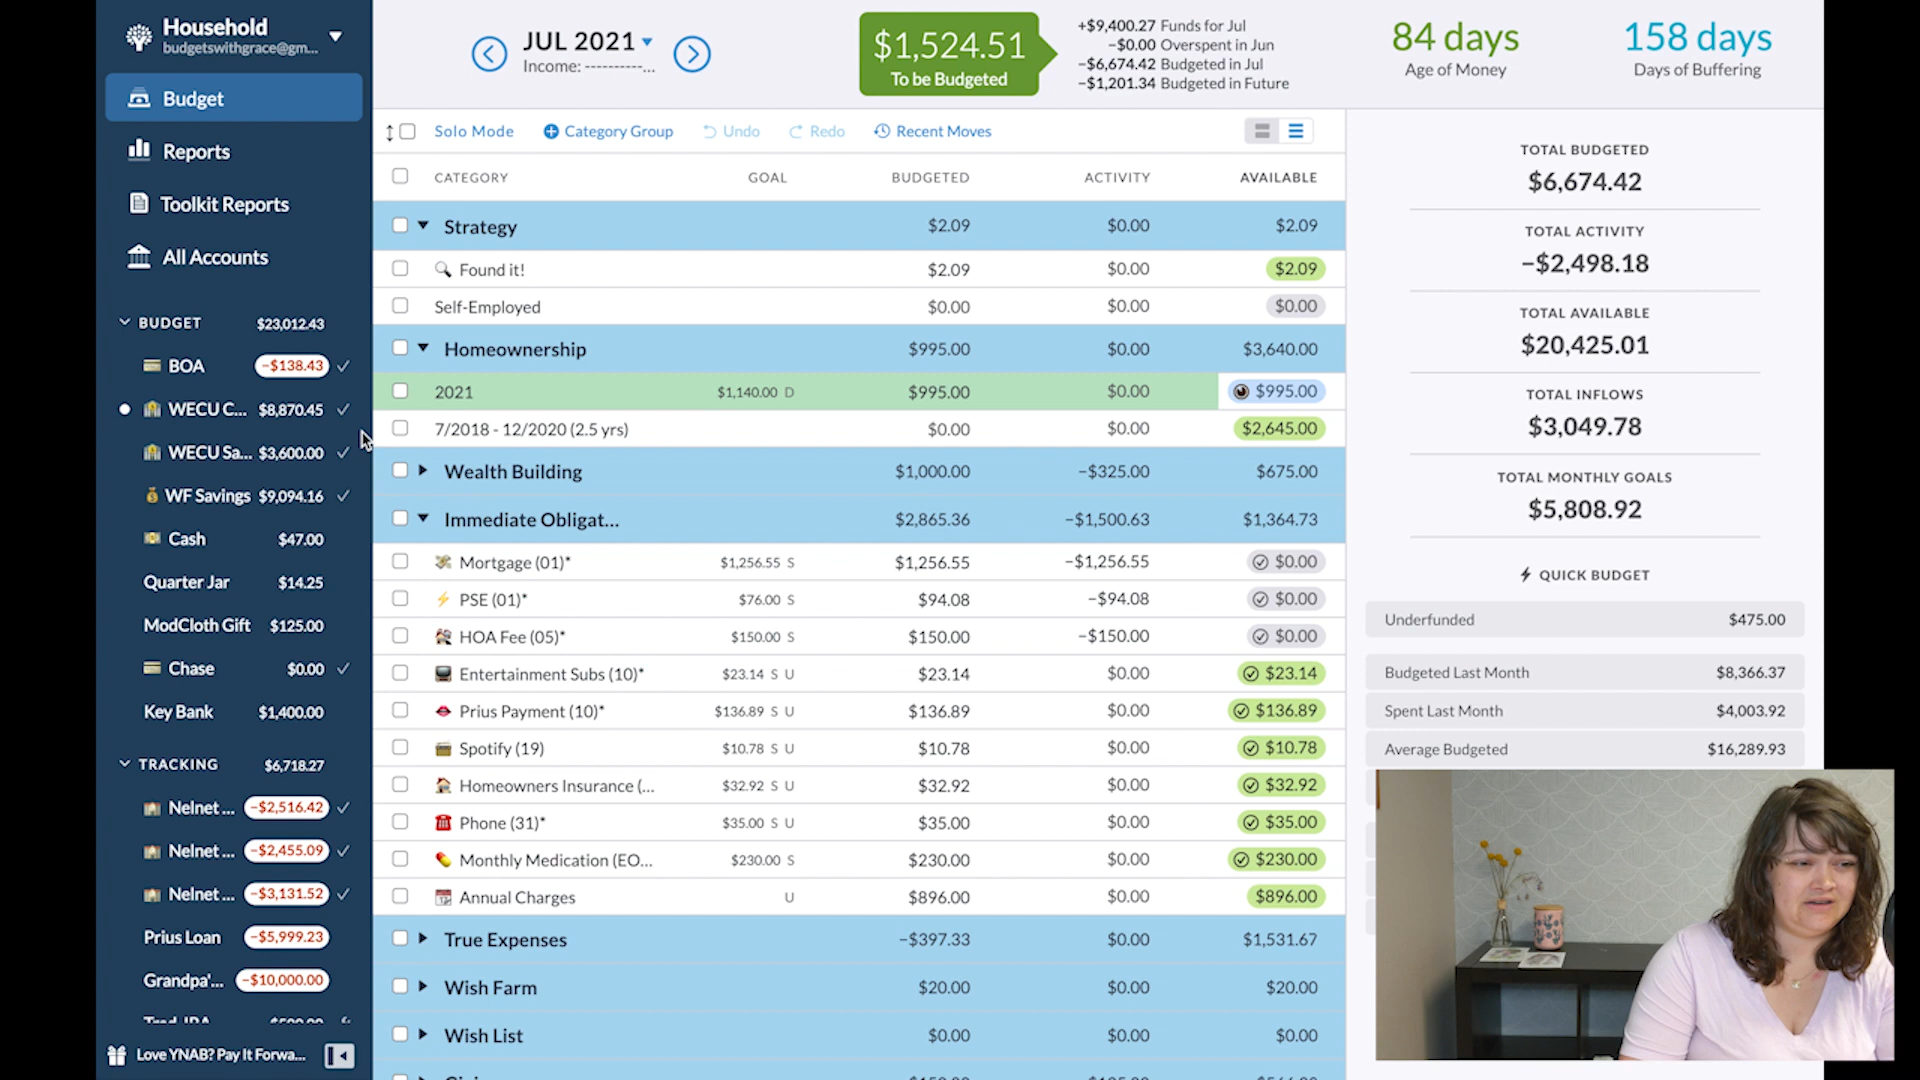 Household
budgetswithgrace@gm...
Budget
Reports
Toolkit Reports
All Accounts
BUDGET $23,012.43
BOA −$138.43
WECU C... $8,870.45
WECU Sa... $3,600.00
WF Savings $9,094.16
Cash $47.00
Quarter Jar $14.25
ModCloth Gift $125.00
Chase $0.00
Key Bank $1,400.00
TRACKING $6,718.27
Nelnet ... −$2,516.42
Nelnet ... −$2,455.09
Nelnet ... −$3,131.52
Prius Loan −$5,999.23
Grandpa'... −$10,000.00
Love YNAB? Pay It Forwa...
JUL 2021
Income: ----------...
$1,524.51
To be Budgeted
+$9,400.27 Funds for Jul
−$0.00 Overspent in Jun
−$6,674.42 Budgeted in Jul
−$1,201.34 Budgeted in Future
84 days
Age of Money
158 days
Days of Buffering
Solo Mode Category Group Undo Redo Recent Moves
CATEGORY GOAL BUDGETED ACTIVITY AVAILABLE
Strategy $2.09 $0.00 $2.09
Found it! $2.09 $0.00 $2.09
Self-Employed $0.00 $0.00 $0.00
Homeownership $995.00 $0.00 $3,640.00
2021 $1,140.00 D $995.00 $0.00 $995.00
7/2018 - 12/2020 (2.5 yrs) $0.00 $0.00 $2,645.00
Wealth Building $1,000.00 −$325.00 $675.00
Immediate Obligat... $2,865.36 −$1,500.63 $1,364.73
Mortgage (01)* $1,256.55 S $1,256.55 −$1,256.55 $0.00
PSE (01)* $76.00 S $94.08 −$94.08 $0.00
HOA Fee (05)* $150.00 S $150.00 −$150.00 $0.00
Entertainment Subs (10)* $23.14 S U $23.14 $0.00 $23.14
Prius Payment (10)* $136.89 S U $136.89 $0.00 $136.89
Spotify (19) $10.78 S U $10.78 $0.00 $10.78
Homeowners Insurance (... $32.92 S U $32.92 $0.00 $32.92
Phone (31)* $35.00 S U $35.00 $0.00 $35.00
Monthly Medication (EO... $230.00 S $230.00 $0.00 $230.00
Annual Charges U $896.00 $0.00 $896.00
True Expenses −$397.33 $0.00 $1,531.67
Wish Farm $20.00 $0.00 $20.00
Wish List $0.00 $0.00 $0.00
TOTAL BUDGETED
$6,674.42
TOTAL ACTIVITY
−$2,498.18
TOTAL AVAILABLE
$20,425.01
TOTAL INFLOWS
$3,049.78
TOTAL MONTHLY GOALS
$5,808.92
QUICK BUDGET
Underfunded $475.00
Budgeted Last Month $8,366.37
Spent Last Month $4,003.92
Average Budgeted $16,289.93